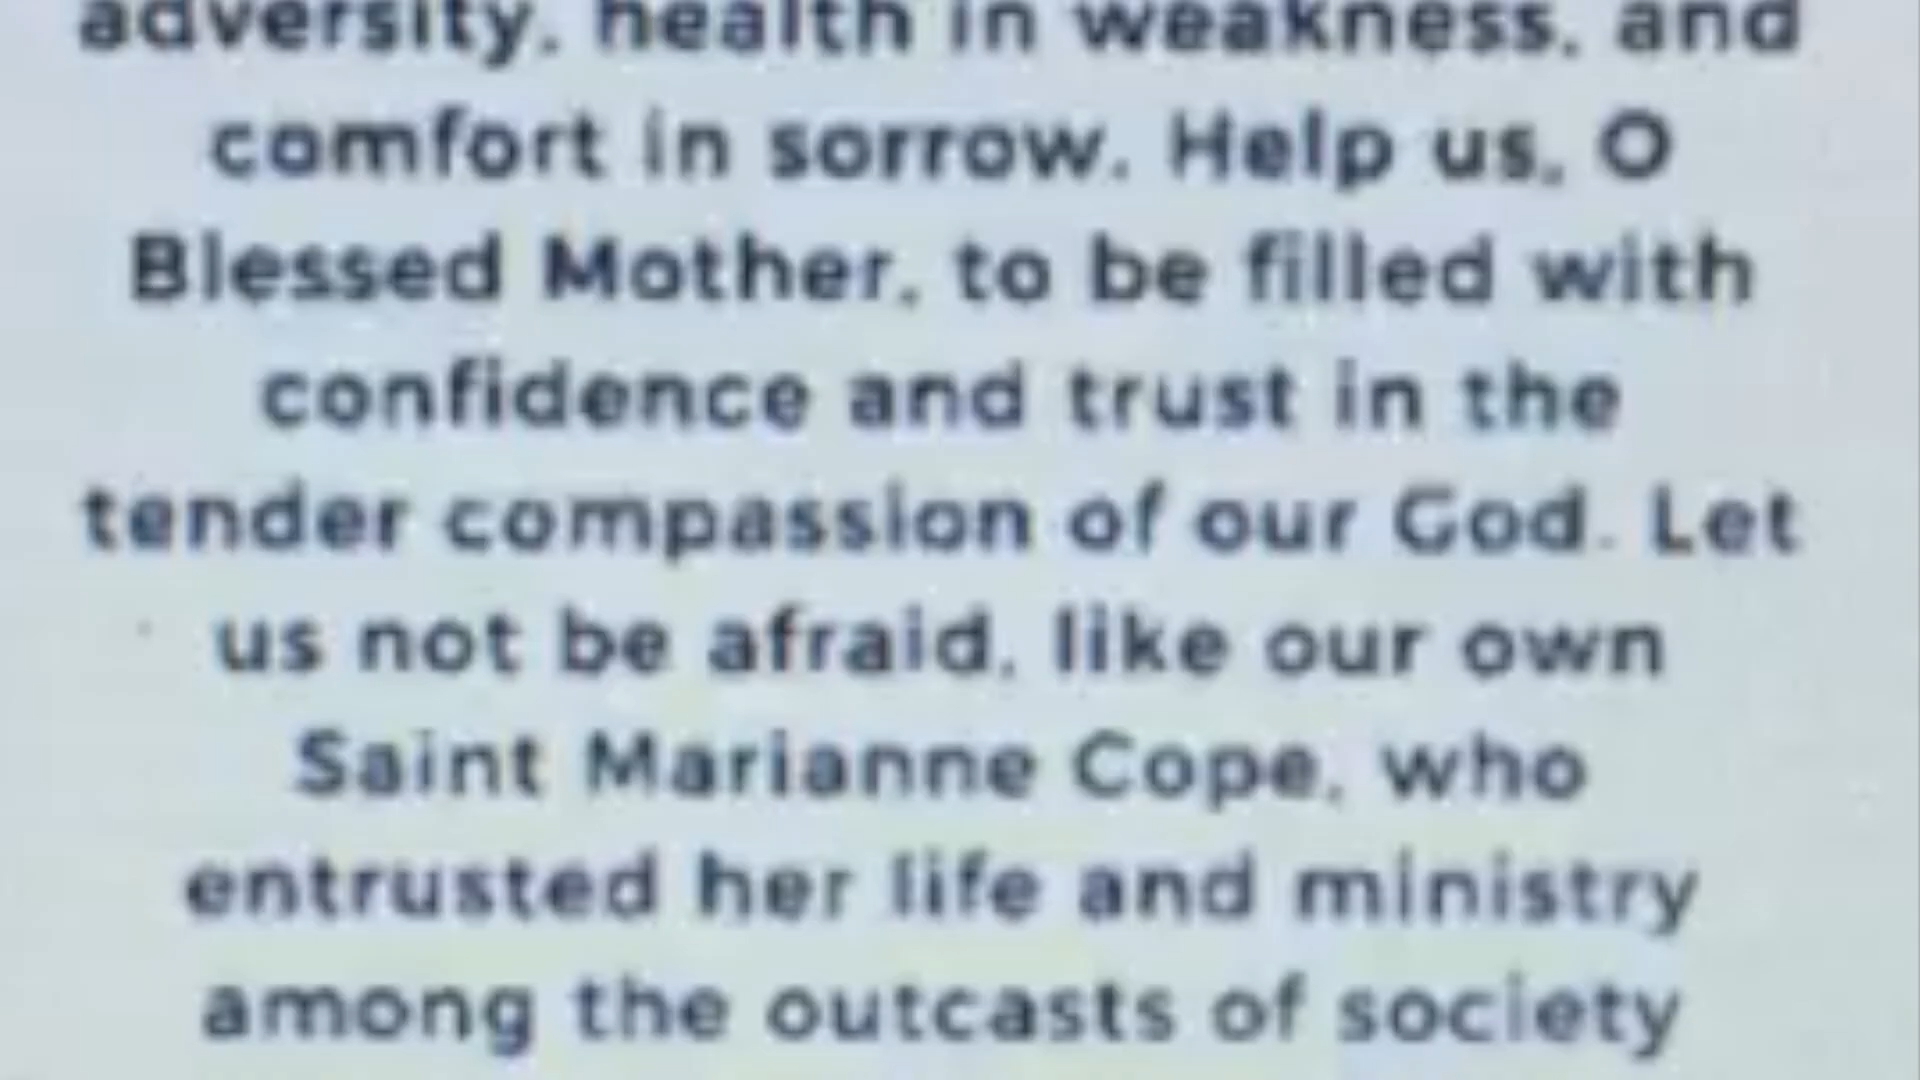 adversity, health in weakness, and
comfort in sorrow. Help us, O
Blessed Mother, to be filled with
confidence and trust in the
tender compassion of our God. Let
us not be afraid, like our own
Saint Marianne Cope, who
entrusted her life and ministry
among the outcasts of society